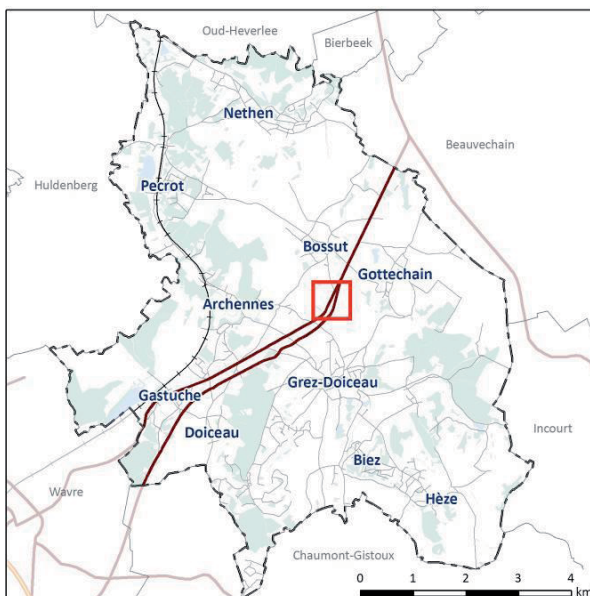 Oud-Heverlee
Bierbeek
Nethen
Beauvechain
Huldenberg
Pecrot
Bossut
Gottechain
Archennes
Gastuche
Grez-Doiceau
Doiceau
Incourt
Biez
Wavre
Hèze
Chaumont-Gistoux
0 1 2 3 4
km